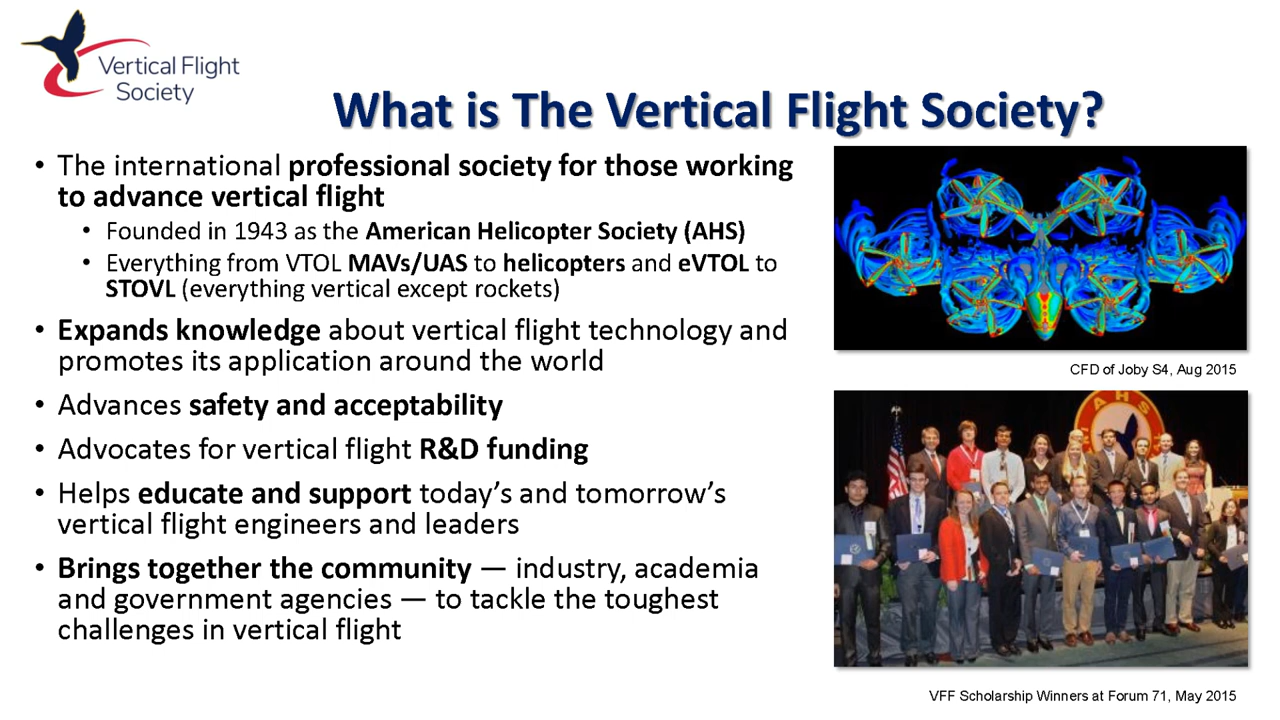 Vertical Flight
Society
What is The Vertical Flight Society?
• The international professional society for those working
to advance vertical flight
• Founded in 1943 as the American Helicopter Society (AHS)
• Everything from VTOL MAVs/UAS to helicopters and eVTOL to
STOVL (everything vertical except rockets)
• Expands knowledge about vertical flight technology and
promotes its application around the world
• Advances safety and acceptability
• Advocates for vertical flight R&D funding
• Helps educate and support today’s and tomorrow’s
vertical flight engineers and leaders
• Brings together the community — industry, academia
and government agencies — to tackle the toughest
challenges in vertical flight
CFD of Joby S4, Aug 2015
AHS
VFF Scholarship Winners at Forum 71, May 2015